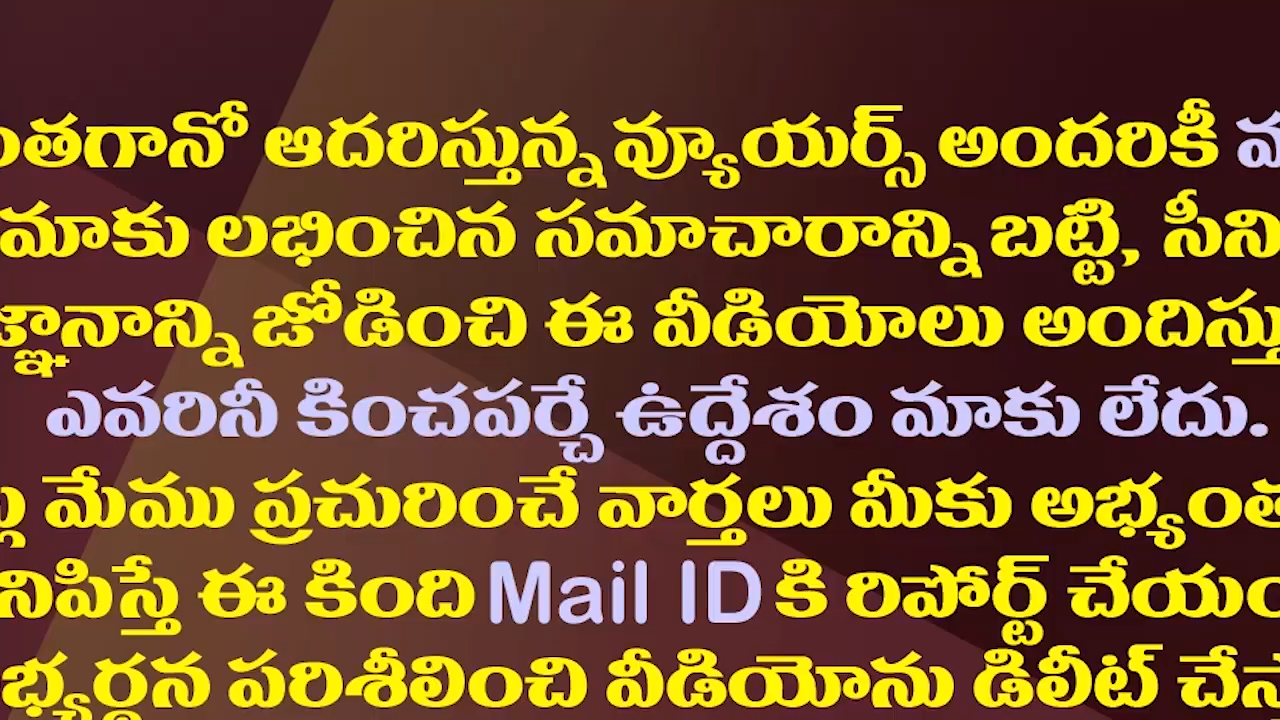 ంతగానో ఆదరిస్తున్న వ్యూయర్స్ అందరికీ
మాకు లభించిన సమాచారాన్ని బట్టి, సీని
జ్ఞానాన్ని జోడించి ఈ వీడియోలు అందిస్తు
ఎవరినీ కించపర్చే ఉద్దేశం మాకు లేదు.
మేము ప్రచురించే వార్తలు మీకు అభ్యంత
నిపిస్తే ఈ కింది Mail ID కి రిపోర్ట్ చేయం
భ్యర్థన పరిశీలించి వీడియోను డిలీట్ చేస